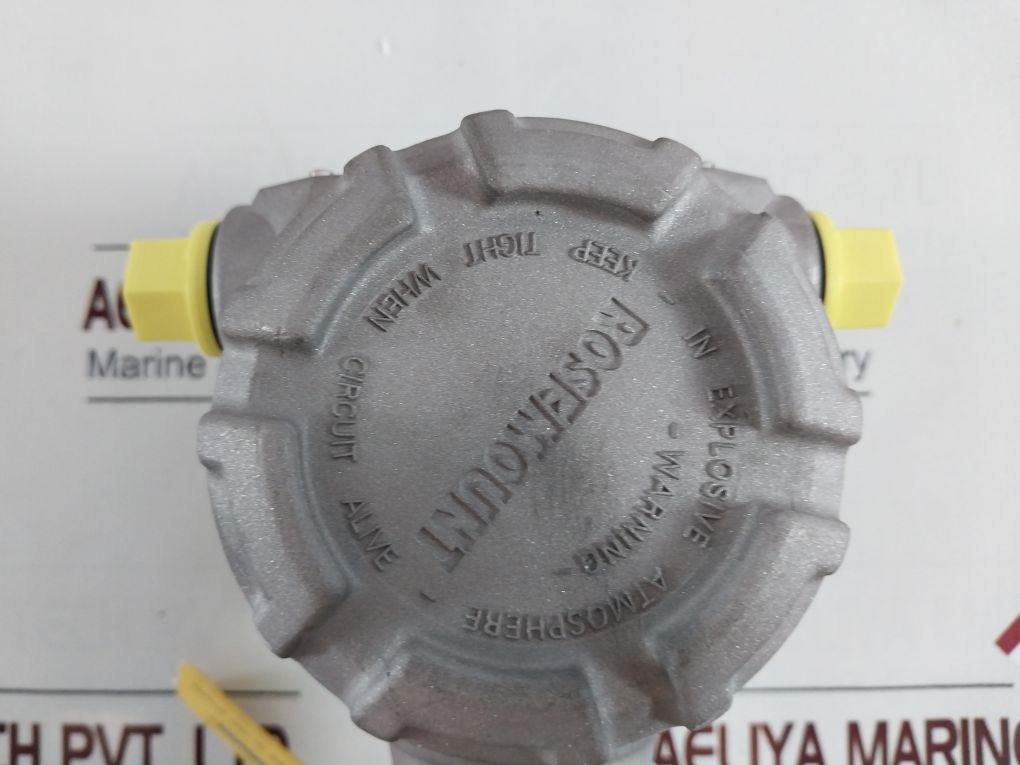 - WARNING -
ROSEMOUNT
- IN EXPLOSIVE ATMOSPHERE -
KEEP TIGHT WHEN CIRCUIT ALIVE
Marine
TH PVT. LTD
AELIYA MARINE